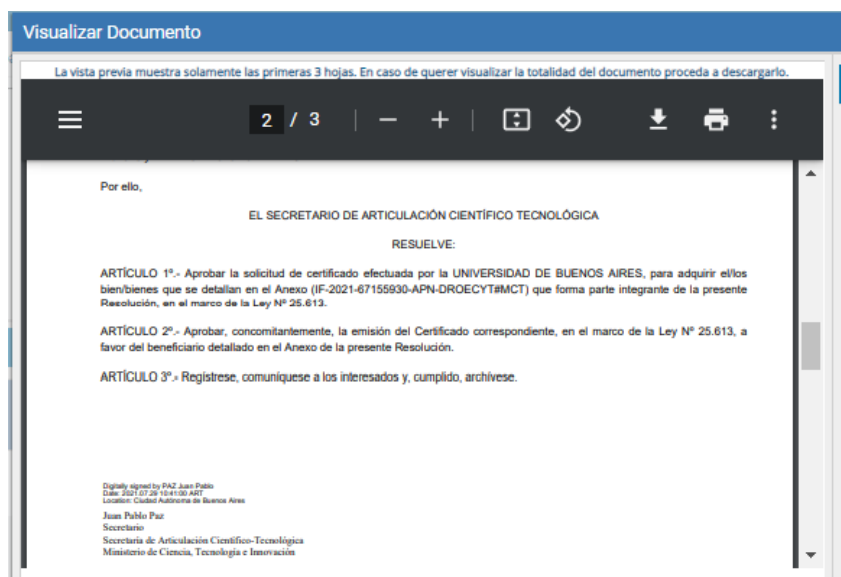 Visualizar Documento
La vista previa muestra solamente las primeras 3 hojas. En caso de querer visualizar la totalidad del documento proceda a descargarlo.
2 / 3
Por ello,
EL SECRETARIO DE ARTICULACIÓN CIENTÍFICO TECNOLÓGICA
RESUELVE:
ARTÍCULO 1º.- Aprobar la solicitud de certificado efectuada por la UNIVERSIDAD DE BUENOS AIRES, para adquirir el/los
bien/bienes que se detallan en el Anexo (IF-2021-67155930-APN-DROECYT#MCT) que forma parte integrante de la presente
Resolución, en el marco de la Ley Nº 25.613.
ARTÍCULO 2º.- Aprobar, concomitantemente, la emisión del Certificado correspondiente, en el marco de la Ley Nº 25.613, a
favor del beneficiario detallado en el Anexo de la presente Resolución.
ARTÍCULO 3º.- Regístrese, comuníquese a los interesados y, cumplido, archívese.
Digitally signed by PAZ Juan Pablo
Date: 2021.07.29 10:41:00 ART
Location: Ciudad Autónoma de Buenos Aires
Juan Pablo Paz
Secretario
Secretaría de Articulación Científico-Tecnológica
Ministerio de Ciencia, Tecnología e Innovación